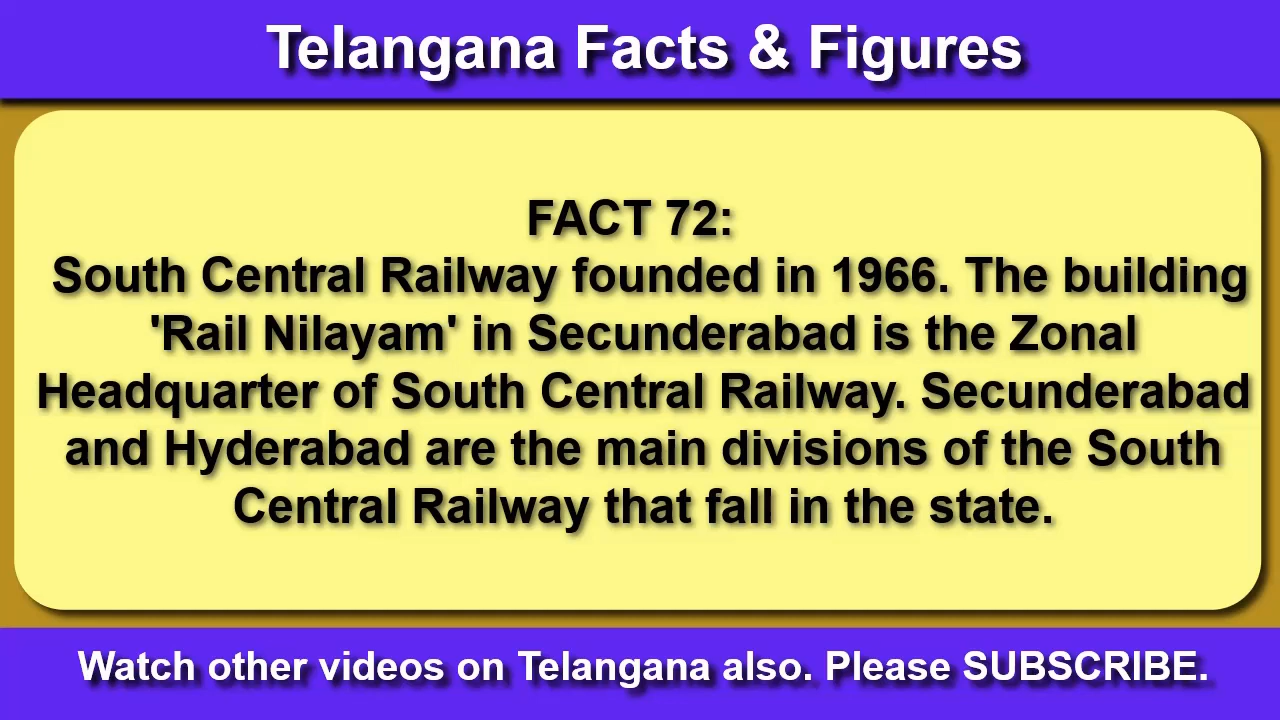 Telangana Facts & Figures
FACT 72:
South Central Railway founded in 1966. The building
'Rail Nilayam' in Secunderabad is the Zonal
Headquarter of South Central Railway. Secunderabad
and Hyderabad are the main divisions of the South
Central Railway that fall in the state.
Watch other videos on Telangana also. Please SUBSCRIBE.